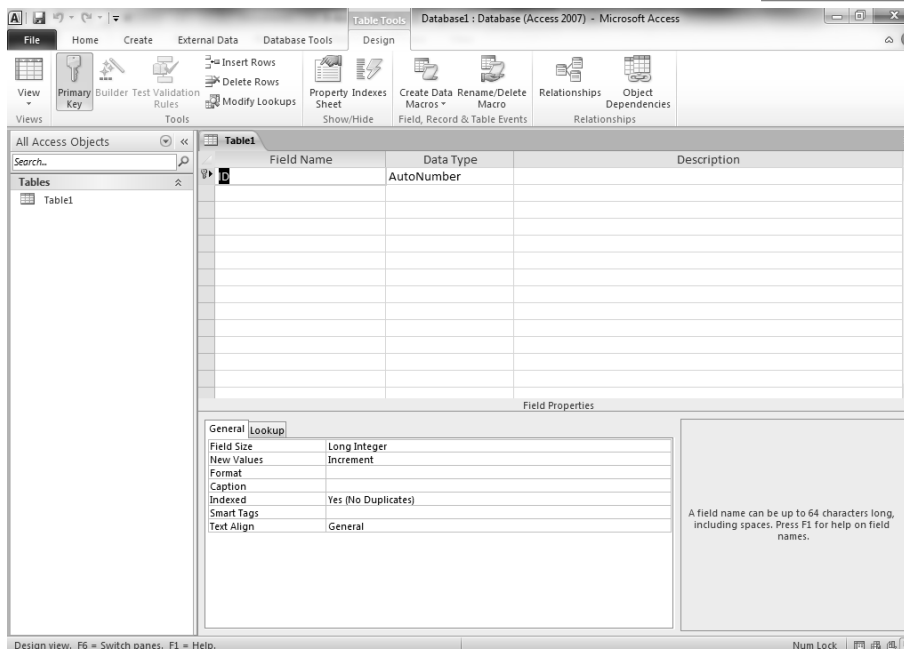 A
Table Tools
Database1 : Database (Access 2007) - Microsoft Access
File Home Create External Data Database Tools Design
View
Views
Primary Key
Builder
Test Validation Rules
Insert Rows
Delete Rows
Modify Lookups
Tools
Property Sheet
Indexes
Show/Hide
Create Data Macros
Rename/Delete Macro
Field, Record & Table Events
Relationships
Object Dependencies
Relationships
All Access Objects
Search..
Tables
Table1
Table1
Field Name Data Type Description
ID AutoNumber
Field Properties
General Lookup
Field Size Long Integer
New Values Increment
Format
Caption
Indexed Yes (No Duplicates)
Smart Tags
Text Align General
A field name can be up to 64 characters long,
including spaces. Press F1 for help on field
names.
Design view. F6 = Switch panes. F1 = Help.
Num Lock